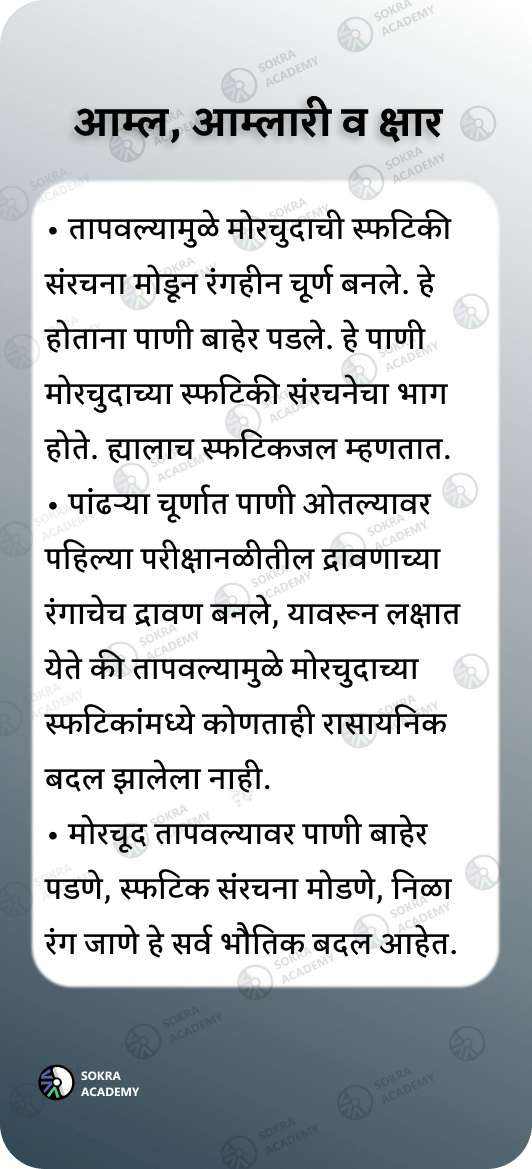 आम्ल, आम्लारी व क्षार
• तापवल्यामुळे मोरचुदाची स्फटिकी
संरचना मोडून रंगहीन चूर्ण बनले. हे
होताना पाणी बाहेर पडले. हे पाणी
मोरचुदाच्या स्फटिकी संरचनेचा भाग
होते. ह्यालाच स्फटिकजल म्हणतात.
• पांढऱ्या चूर्णात पाणी ओतल्यावर
पहिल्या परीक्षानळीतील द्रावणाच्या
रंगाचेच द्रावण बनले, यावरून लक्षात
येते की तापवल्यामुळे मोरचुदाच्या
स्फटिकांमध्ये कोणताही रासायनिक
बदल झालेला नाही.
• मोरचूद तापवल्यावर पाणी बाहेर
पडणे, स्फटिक संरचना मोडणे, निळा
रंग जाणे हे सर्व भौतिक बदल आहेत.
SOKRA
ACADEMY